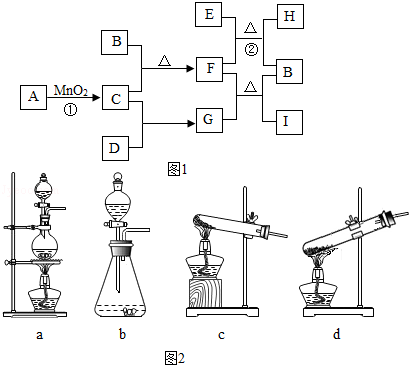 E △ H
B ②
A MnO₂ ① C △ F B
G △
D I
图1
a b c d
图2